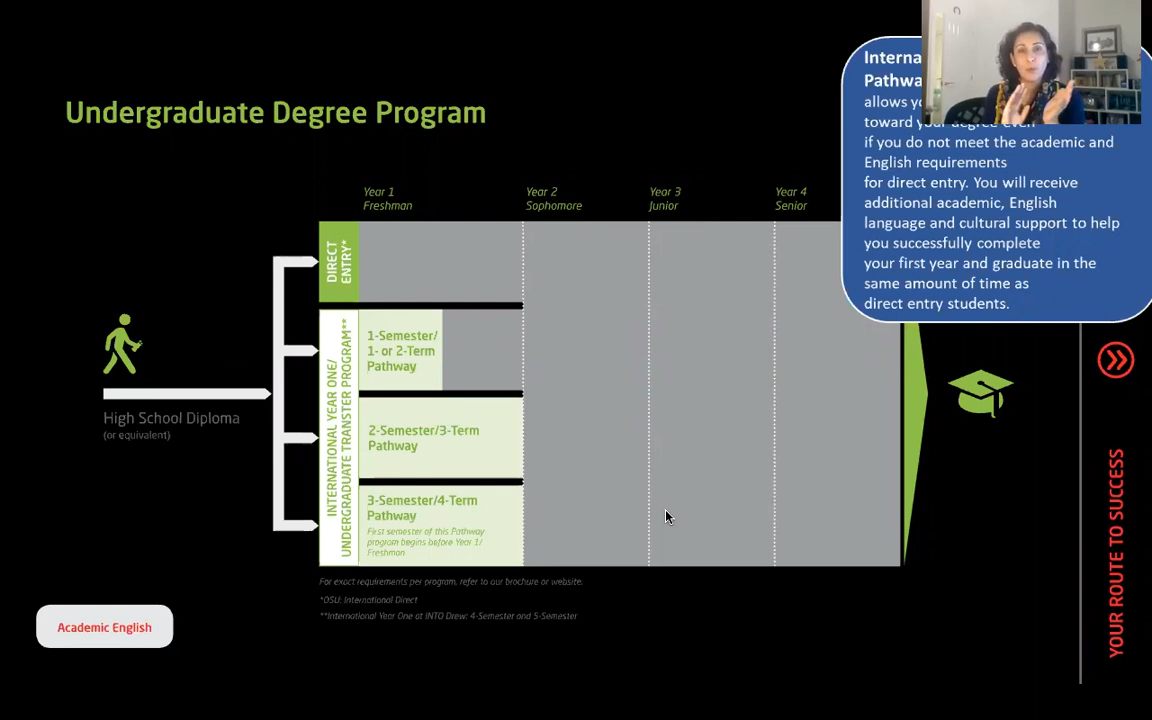 Undergraduate Degree Program
Interna
Pathwa
allows yo
toward your degree even
if you do not meet the academic and
English requirements
for direct entry. You will receive
additional academic, English
language and cultural support to help
you successfully complete
your first year and graduate in the
same amount of time as
direct entry students.
Year 1
Freshman
Year 2
Sophomore
Year 3
Junior
Year 4
Senior
DIRECT
ENTRY*
INTERNATIONAL YEAR ONE/
UNDERGRADUATE TRANSFER PROGRAM**
1-Semester/
1- or 2-Term
Pathway
2-Semester/3-Term
Pathway
3-Semester/4-Term
Pathway
First semester of this Pathway
program begins before Year 1/
Freshman
High School Diploma
(or equivalent)
For exact requirements per program, refer to our brochure or website.
*OSU: International Direct
**International Year One at INTO Drew: 4-Semester and 5-Semester
Academic English
YOUR ROUTE TO SUCCESS